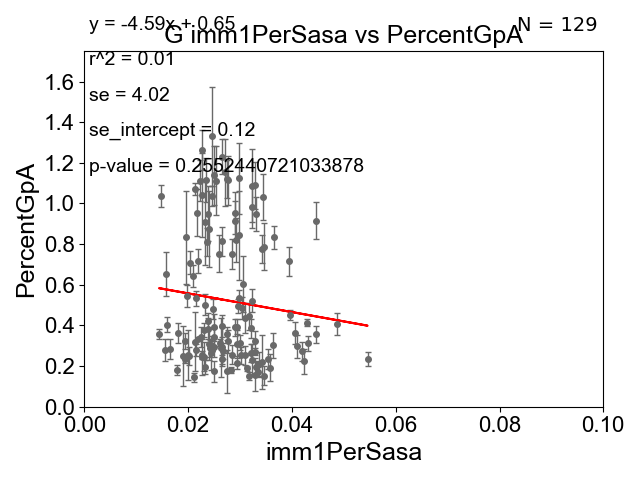 y = -4.59x + 0.65
N = 129
G imm1PerSasa vs PercentGpA
r^2 = 0.01
se = 4.02
se_intercept = 0.12
p-value = 0.2552440721033878
PercentGpA
1.6
1.4
1.2
1.0
0.8
0.6
0.4
0.2
0.0
0.00 0.02 0.04 0.06 0.08 0.10
imm1PerSasa